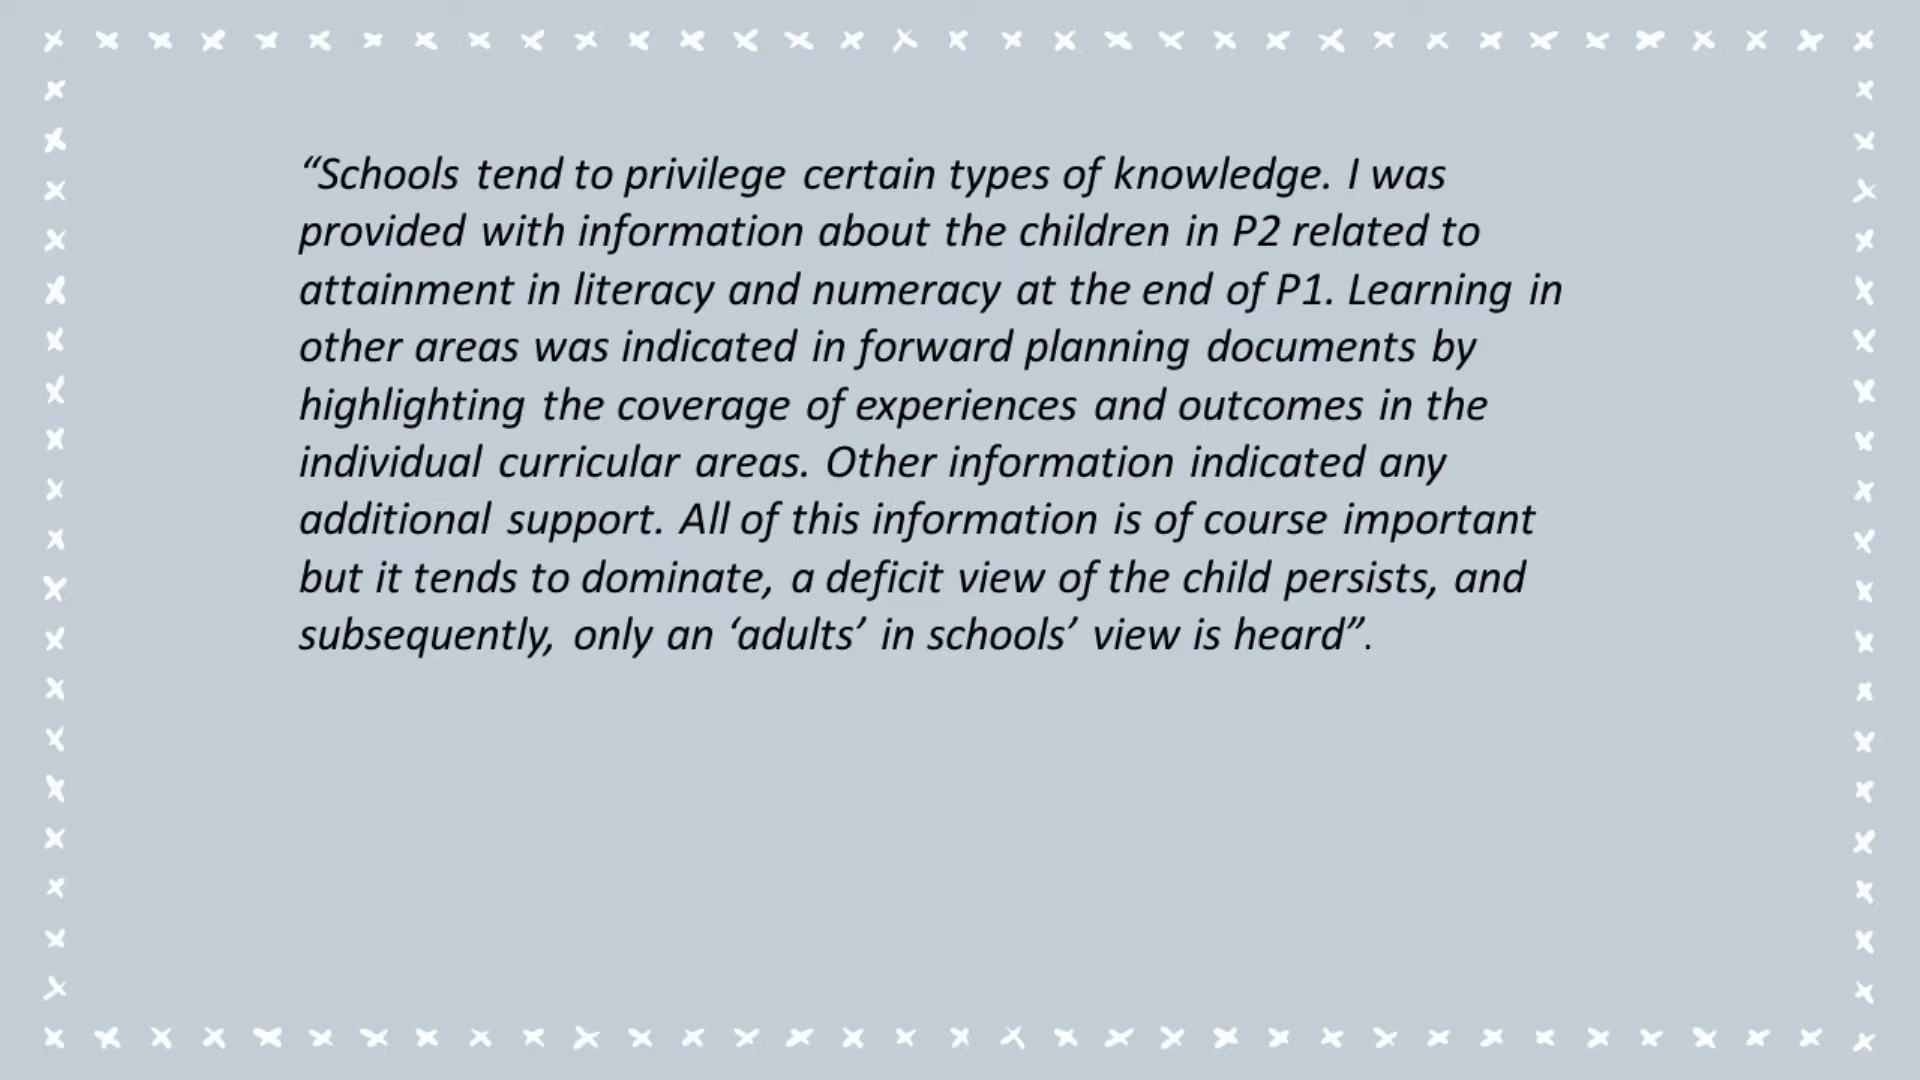 “Schools tend to privilege certain types of knowledge. I was
provided with information about the children in P2 related to
attainment in literacy and numeracy at the end of P1. Learning in
other areas was indicated in forward planning documents by
highlighting the coverage of experiences and outcomes in the
individual curricular areas. Other information indicated any
additional support. All of this information is of course important
but it tends to dominate, a deficit view of the child persists, and
subsequently, only an ‘adults’ in schools’ view is heard”.